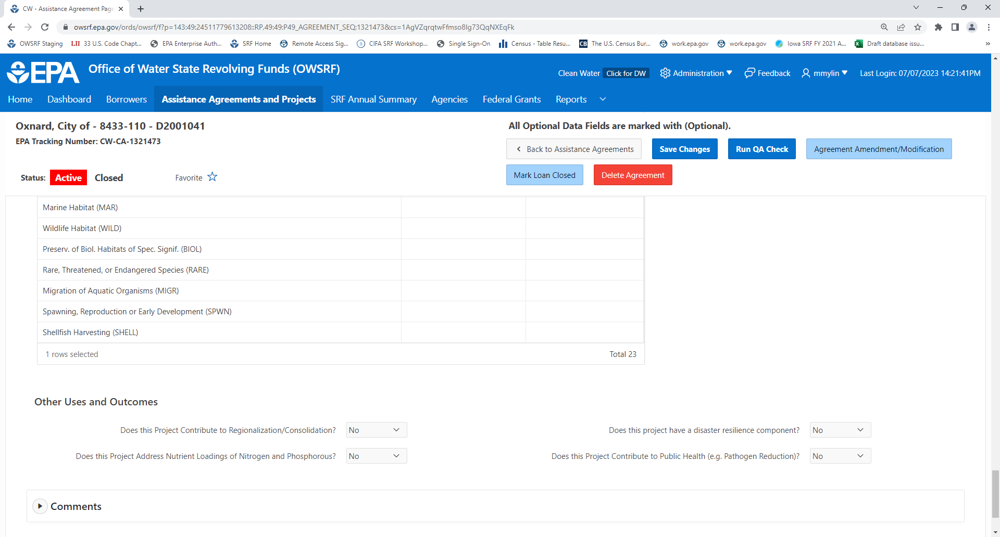 CW - Assistance Agreement Page
owsrf.epa.gov/ords/owsrf/f?p=143:49:24511779613208::RP,49:49:P49_AGREEMENT_SEQ:1321473&cs=1AgVZqrqtwFfmso8Ig73QqNXEqFk
OWSRF Staging LII 33 U.S. Code Chapt... EPA Enterprise Auth... SRF Home Remote Access Sig... CIFA SRF Workshop... Single Sign-On Census - Table Resu... CB The U.S. Census Bur... work.epa.gov work.epa.gov Iowa SRF FY 2021 A... Draft database issu... »
EPA Office of Water State Revolving Funds (OWSRF)
Clean Water Click for DW Administration Feedback mmylin Last Login: 07/07/2023 14:21:41PM
Home Dashboard Borrowers Assistance Agreements and Projects SRF Annual Summary Agencies Federal Grants Reports
Oxnard, City of - 8433-110 - D2001041
EPA Tracking Number: CW-CA-1321473
All Optional Data Fields are marked with (Optional).
Back to Assistance Agreements Save Changes Run QA Check Agreement Amendment/Modification
Status: Active Closed Favorite
Mark Loan Closed Delete Agreement
Marine Habitat (MAR)
Wildlife Habitat (WILD)
Preserv. of Biol. Habitats of Spec. Signif. (BIOL)
Rare, Threatened, or Endangered Species (RARE)
Migration of Aquatic Organisms (MIGR)
Spawning, Reproduction or Early Development (SPWN)
Shellfish Harvesting (SHELL)
1 rows selected Total 23
Other Uses and Outcomes
Does this Project Contribute to Regionalization/Consolidation? No Does this project have a disaster resilience component? No
Does this Project Address Nutrient Loadings of Nitrogen and Phosphorous? No Does this Project Contribute to Public Health (e.g. Pathogen Reduction)? No
Comments